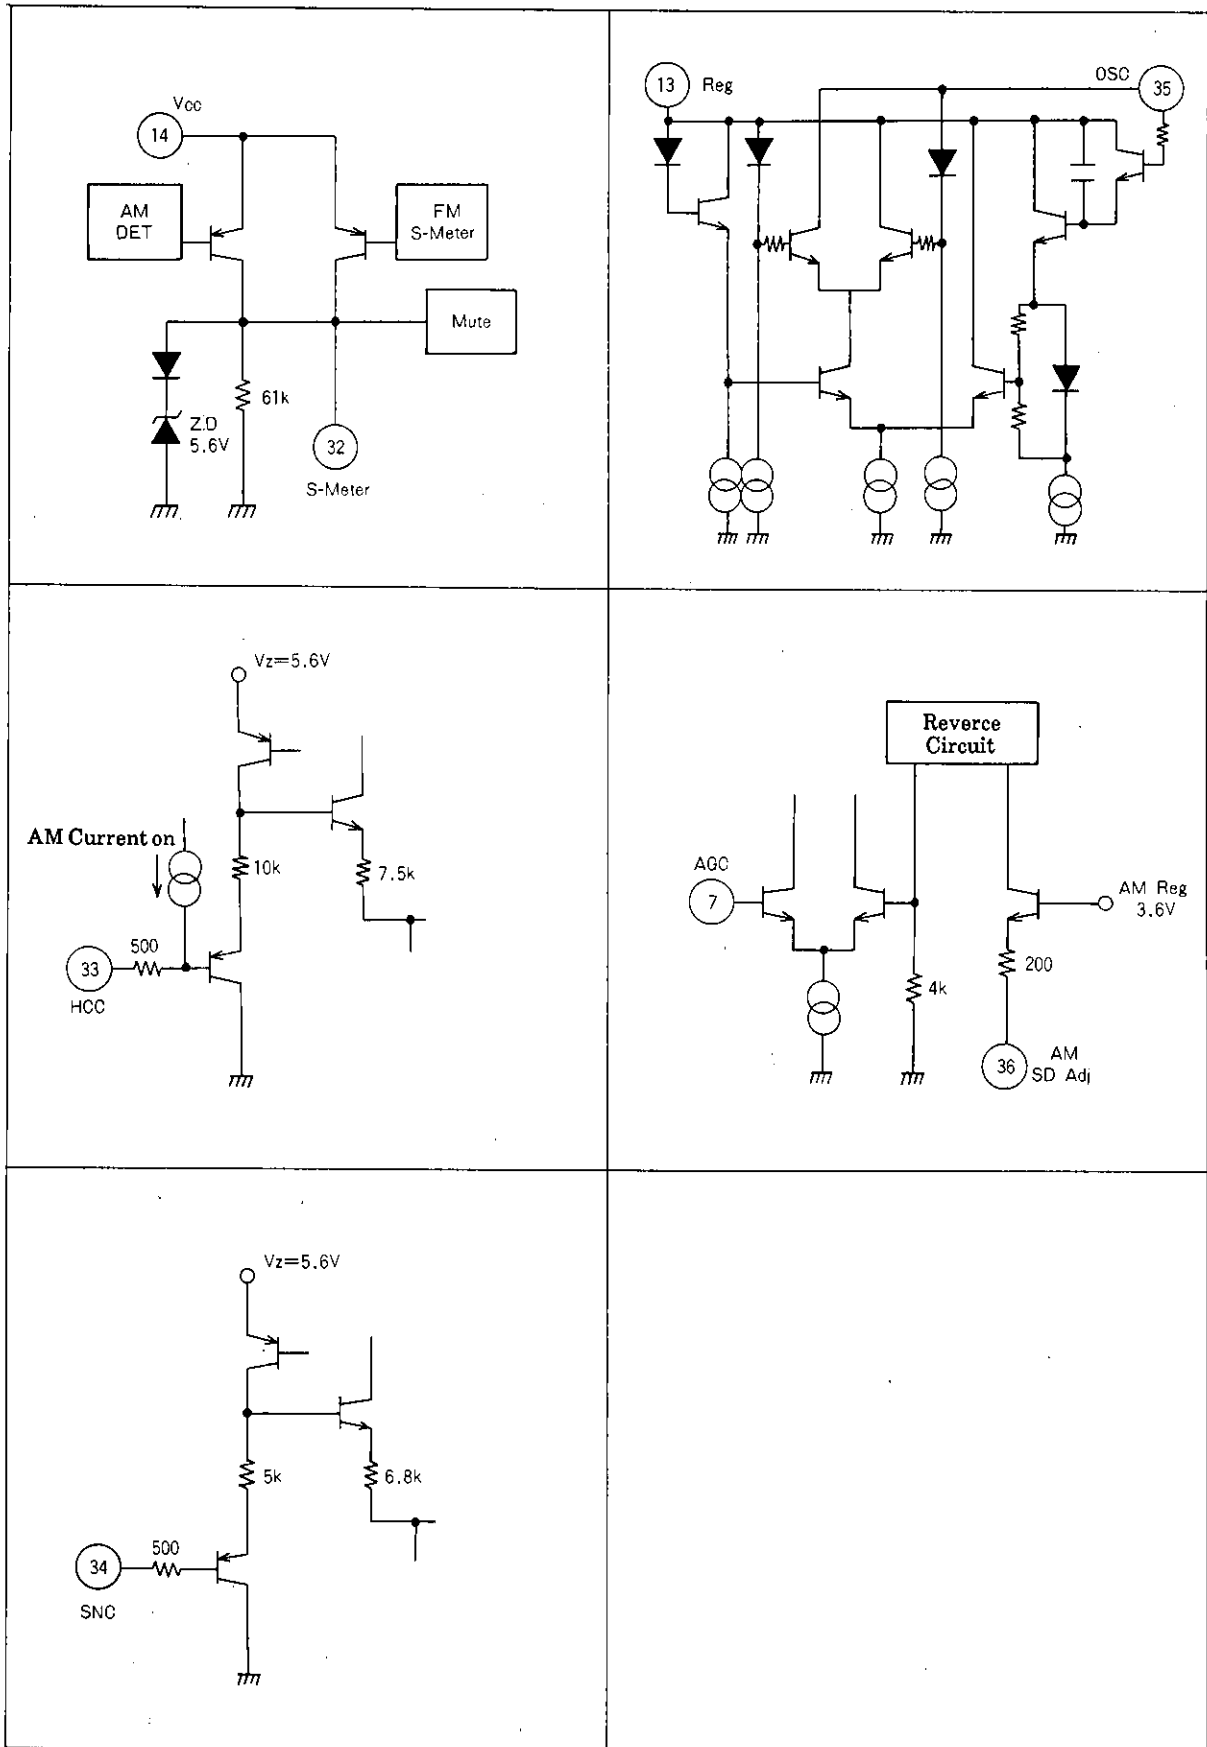 Vcc
14
AM
DET
FM
S-Meter
Mute
61k
Z.D
5.6V
32
S-Meter
13 Reg
OSC
35
Vz=5.6V
AM Current on
10k
7.5k
500
33
HCC
Reverce
Circuit
AGC
7
AM Reg
3.6V
200
4k
36
AM
SD Adj
Vz=5.6V
5k
6.8k
500
34
SNC